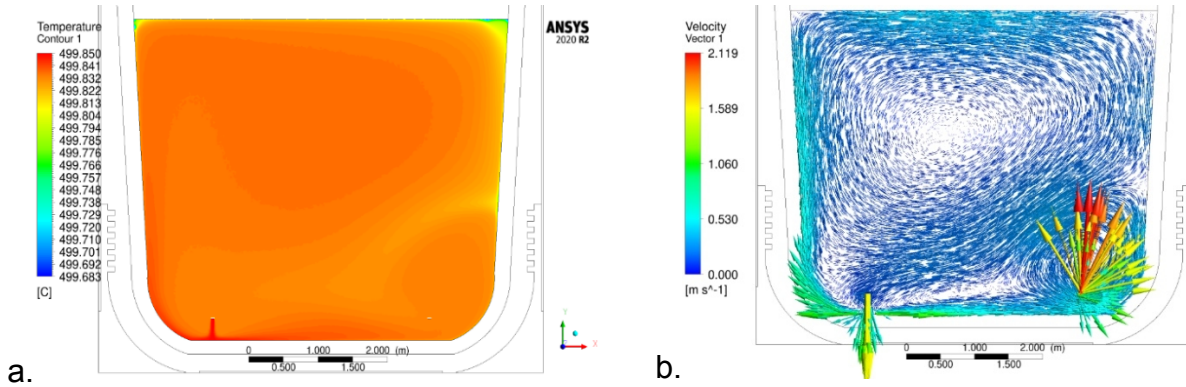 Temperature
Contour 1
499.850
499.841
499.832
499.822
499.813
499.804
499.794
499.785
499.776
499.766
499.757
499.748
499.738
499.729
499.720
499.710
499.701
499.692
499.683
[C]
ANSYS
2020 R2
Y
X
0 1.000 2.000 (m)
0.500 1.500
a.
Velocity
Vector 1
2.119
1.589
1.060
0.530
0.000
[m s^-1]
0 1.000 2.000 (m)
0.500 1.500
b.